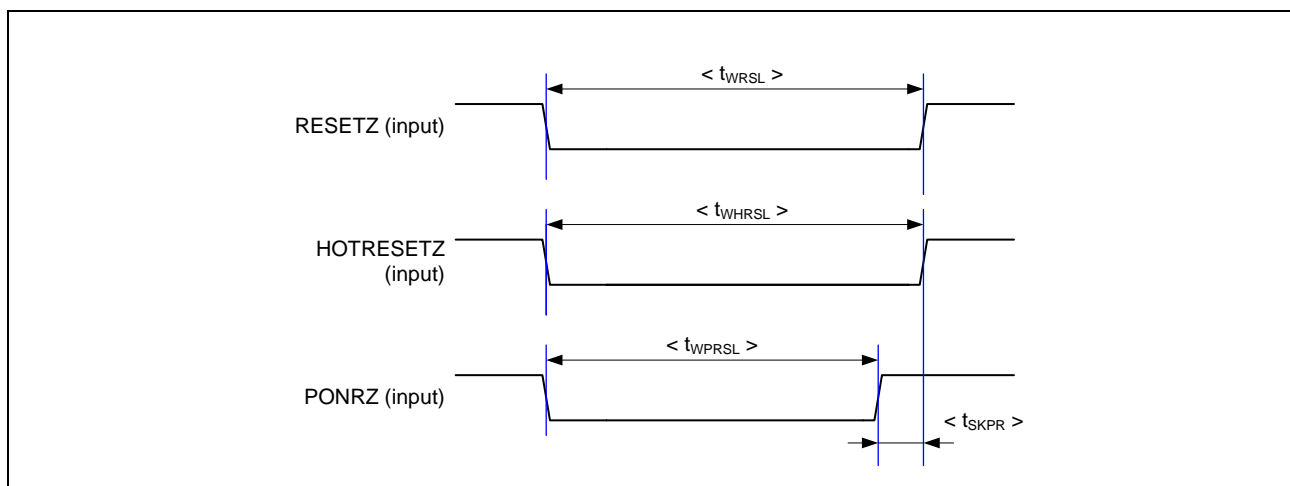 < tWRSL >
RESETZ (input)
< tWHRSL >
HOTRESETZ
(input)
< tWPRSL >
PONRZ (input)
< tSKPR >